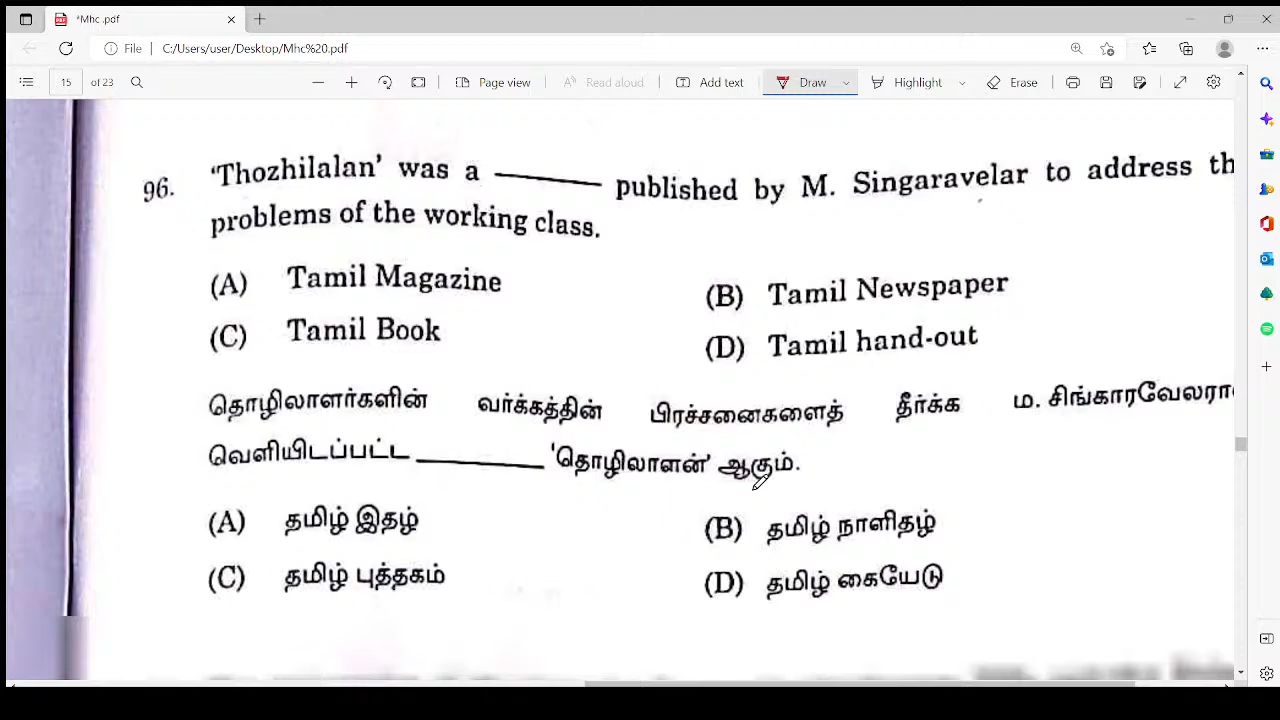 *Mhc .pdf
File C:/Users/user/Desktop/Mhc%20.pdf
15 of 23 Page view Read aloud Add text Draw Highlight Erase
96. 'Thozhilalan' was a ______ published by M. Singaravelar to address th
problems of the working class.
(A) Tamil Magazine (B) Tamil Newspaper
(C) Tamil Book (D) Tamil hand-out
தொழிலாளர்களின் வர்க்கத்தின் பிரச்சனைகளைத் தீர்க்க ம. சிங்காரவேலரா
வெளியிடப்பட்ட ______ 'தொழிலாளன்' ஆகும்.
(A) தமிழ் இதழ் (B) தமிழ் நாளிதழ்
(C) தமிழ் புத்தகம் (D) தமிழ் கையேடு